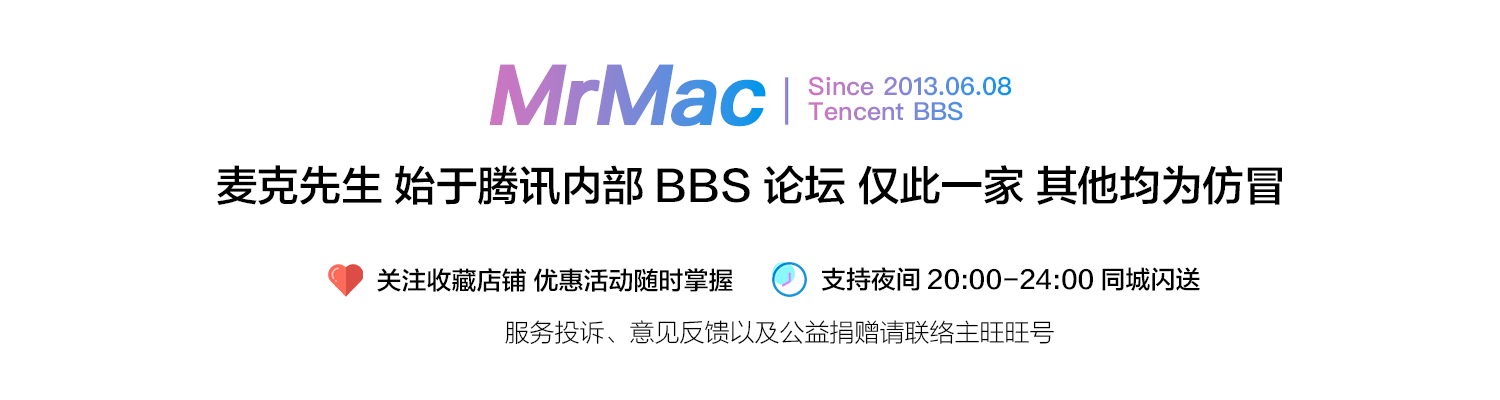 MrMac
Since 2013.06.08
Tencent BBS
麦克先生 始于腾讯内部 BBS 论坛 仅此一家 其他均为仿冒
关注收藏店铺 优惠活动随时掌握
支持夜间 20:00-24:00 同城闪送
服务投诉、意见反馈以及公益捐赠请联络主旺旺号